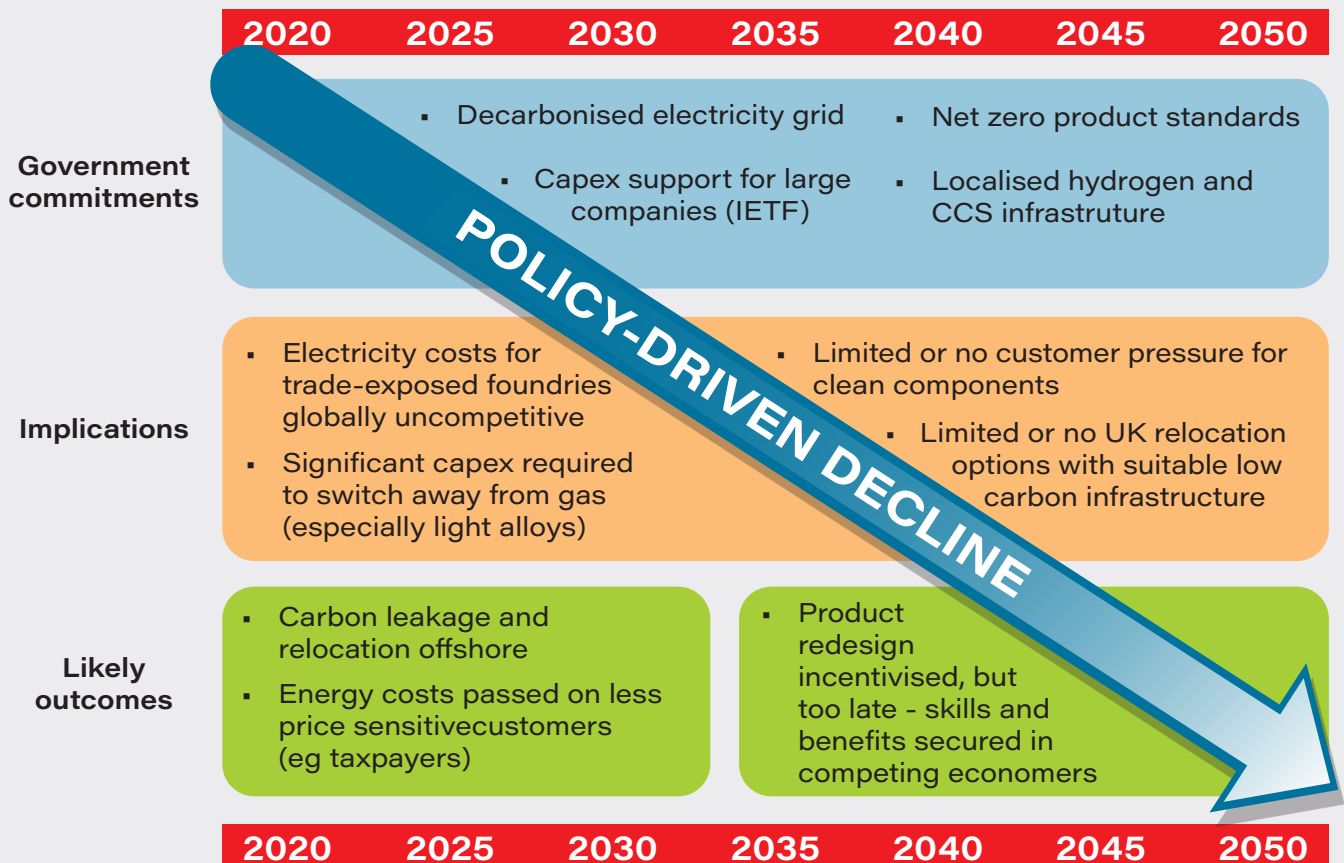 2020 2025 2030 2035 2040 2045 2050
Government
commitments
▪ Decarbonised electricity grid
▪ Capex support for large
companies (IETF)
▪ Net zero product standards
▪ Localised hydrogen and
CCS infrastruture
POLICY-DRIVEN DECLINE
Implications
▪ Electricity costs for
trade-exposed foundries
globally uncompetitive
▪ Significant capex required
to switch away from gas
(especially light alloys)
▪ Limited or no customer pressure for
clean components
▪ Limited or no UK relocation
options with suitable low
carbon infrastructure
Likely
outcomes
▪ Carbon leakage and
relocation offshore
▪ Energy costs passed on less
price sensitivecustomers
(eg taxpayers)
▪ Product
redesign
incentivised, but
too late - skills and
benefits secured in
competing economers
2020 2025 2030 2035 2040 2045 2050